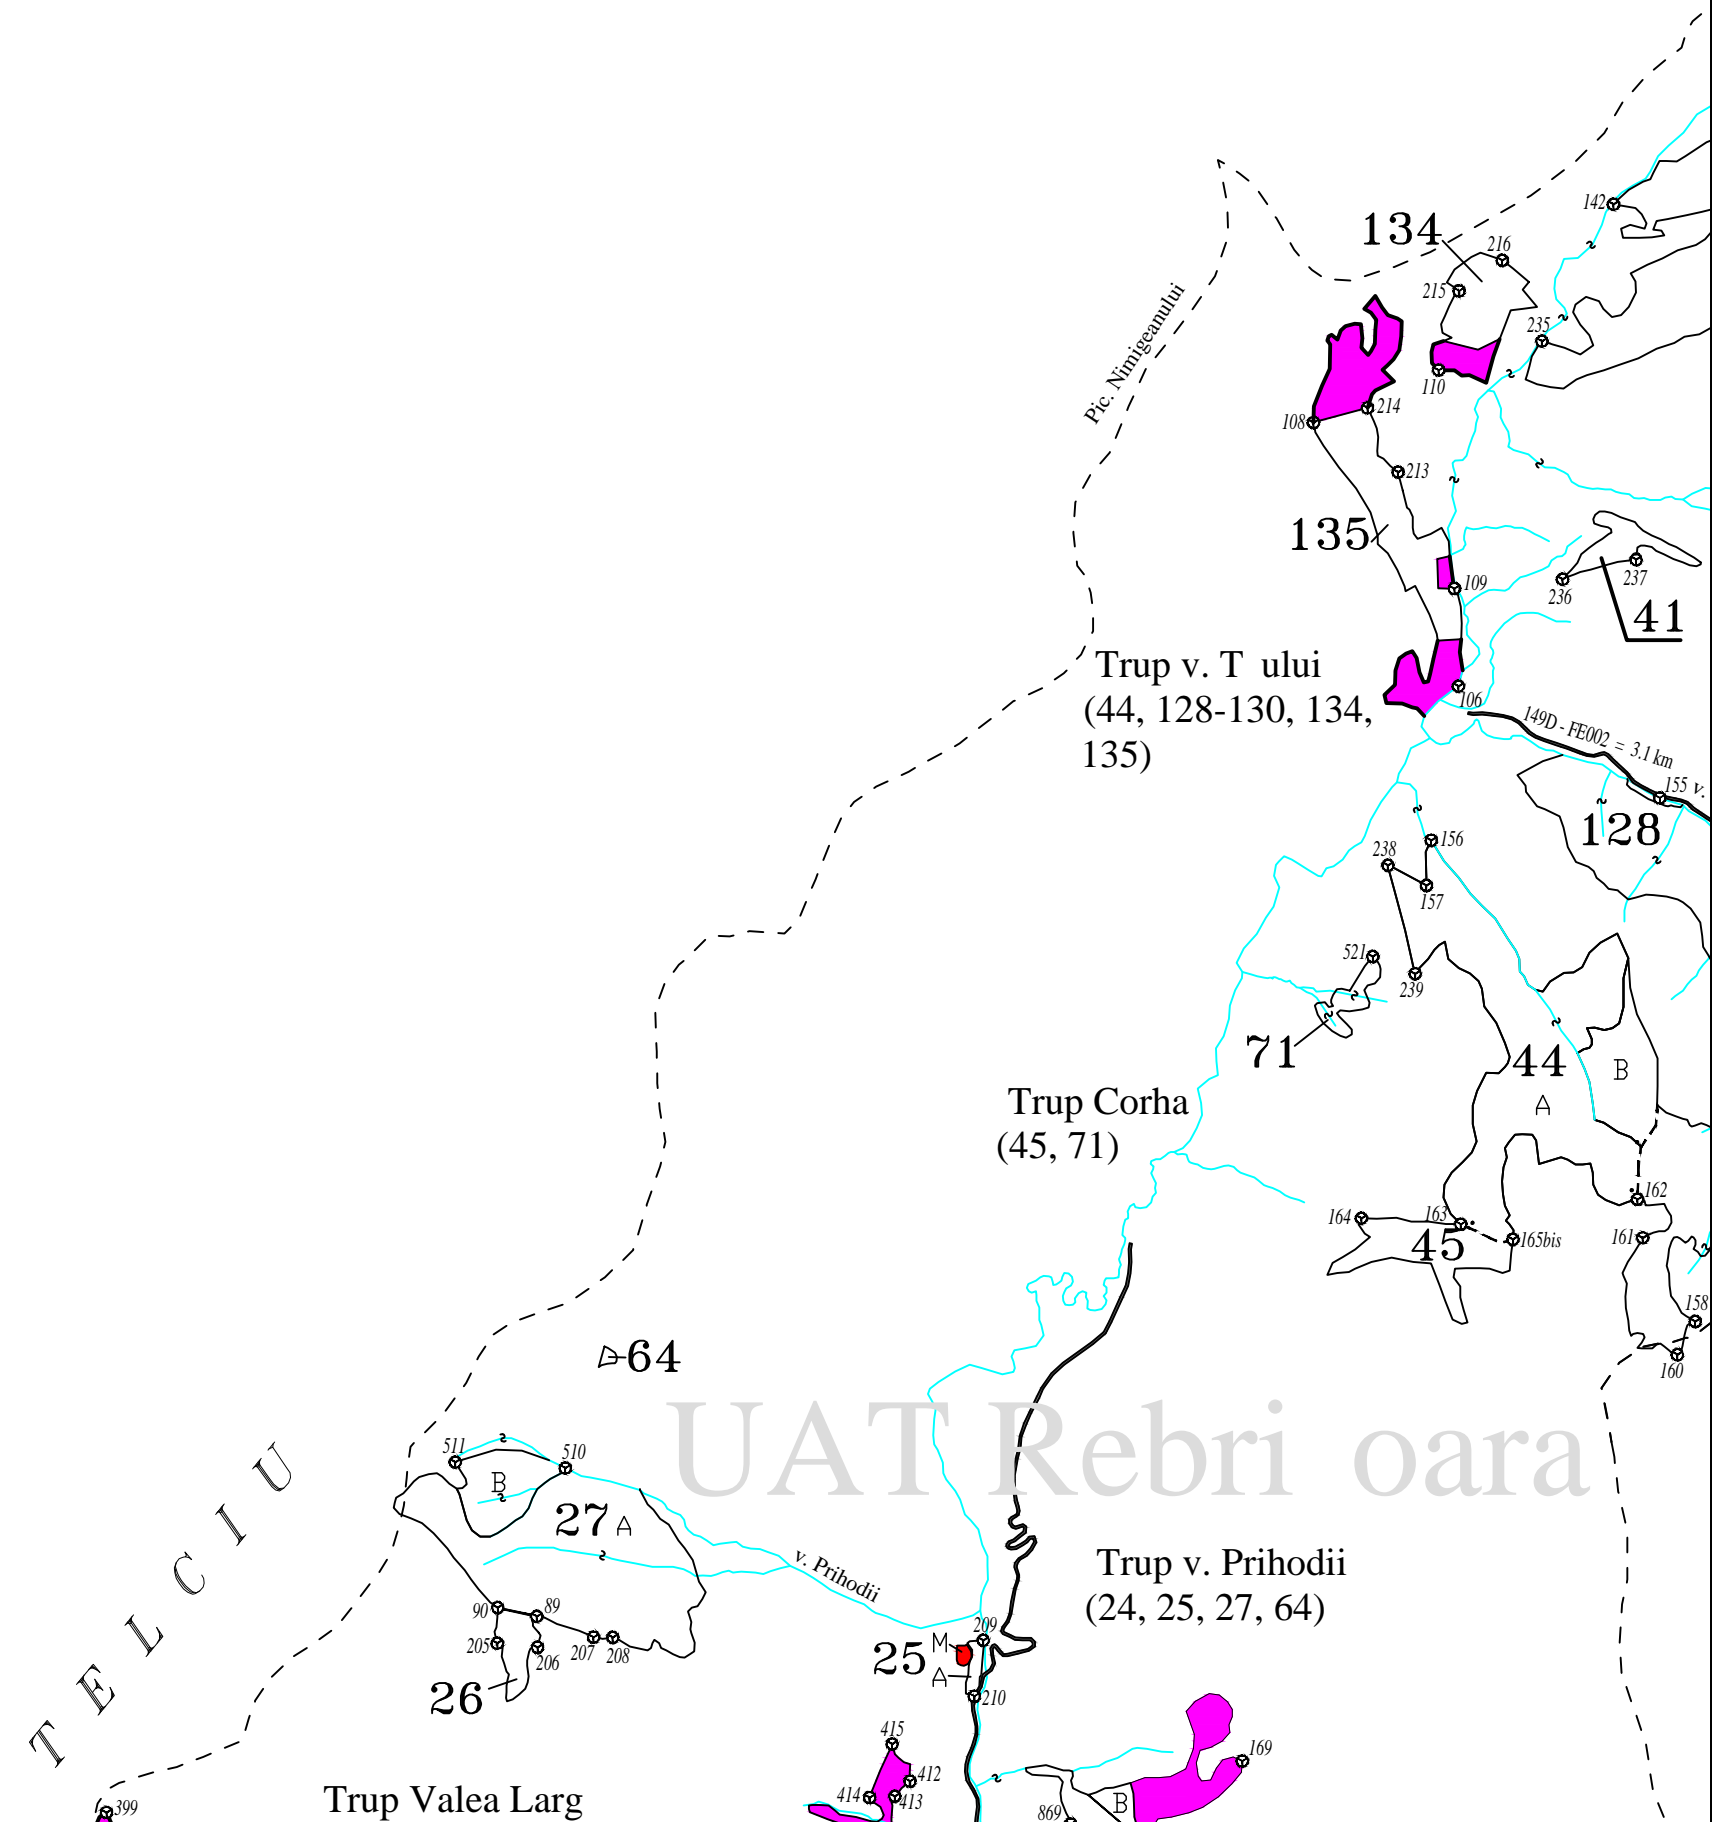 142
134
216
215
235
Pic. Nimigeanului
110
108
214
213
135
109
236
237
41
Trup v. T ului
(44, 128-130, 134,
135)
106
149D - FE002 = 3.1 km
155 v.
128
156
238
157
521
239
71
44
B
A
Trup Corha
(45, 71)
162
164
163
165bis
161
45
158
160
64
UAT Rebri oara
TELCIU
511
510
B
27 A
v. Prihodii
Trup v. Prihodii
(24, 25, 27, 64)
90
89
205
206
207
208
26
209
M
25
A
210
415
412
414
413
169
B
869
399
Trup Valea Larg